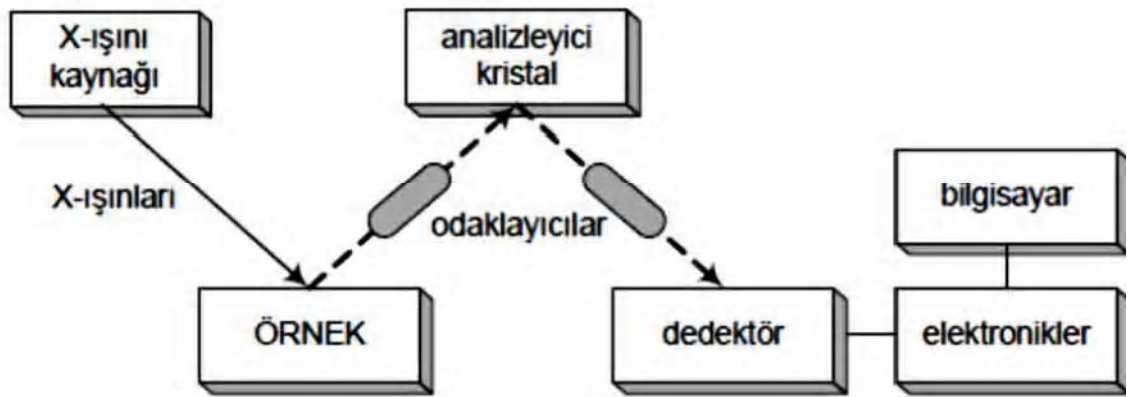 X-ışını
kaynağı
analizleyici
kristal
X-ışınları
odaklayıcılar
bilgisayar
ÖRNEK
dedektör
elektronikler